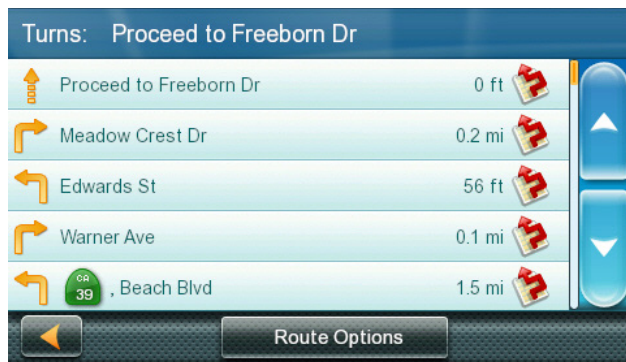 Turns: Proceed to Freeborn Dr
Proceed to Freeborn Dr 0 ft
Meadow Crest Dr 0.2 mi
Edwards St 56 ft
Warner Ave 0.1 mi
CA 39 , Beach Blvd 1.5 mi
Route Options